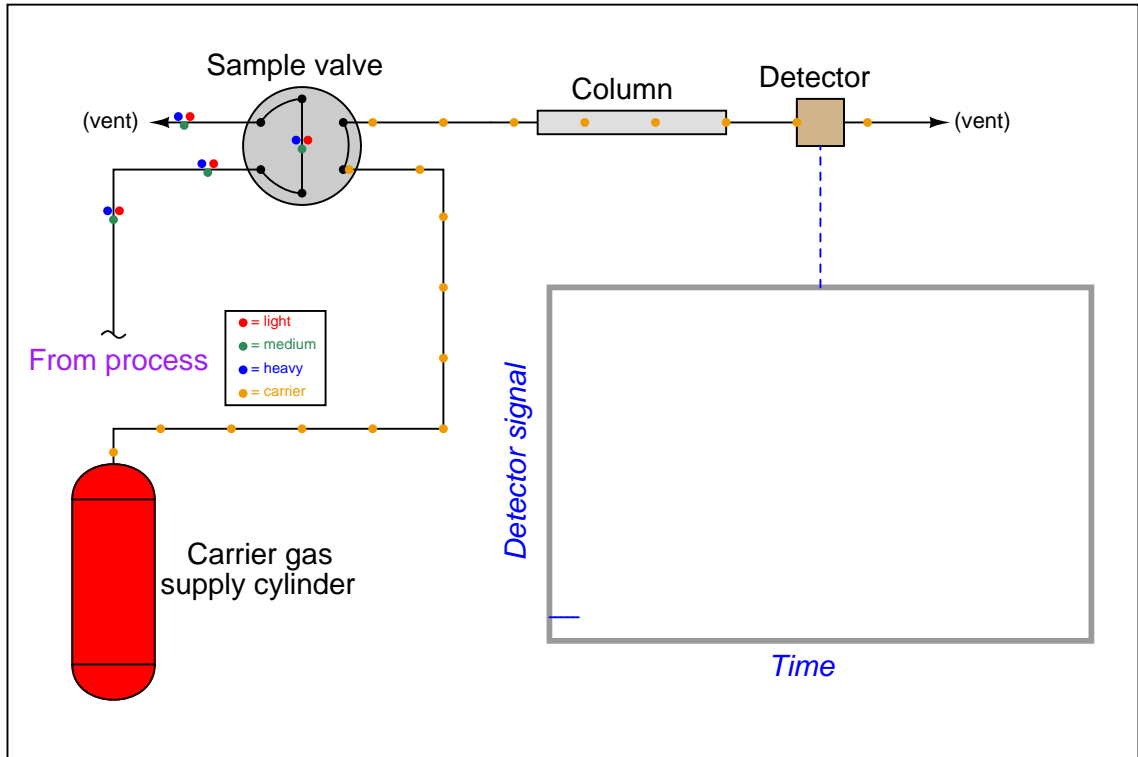 Sample valve
Column
Detector
(vent)
(vent)
= light
= medium
= heavy
= carrier
From process
Detector signal
Carrier gas
supply cylinder
Time